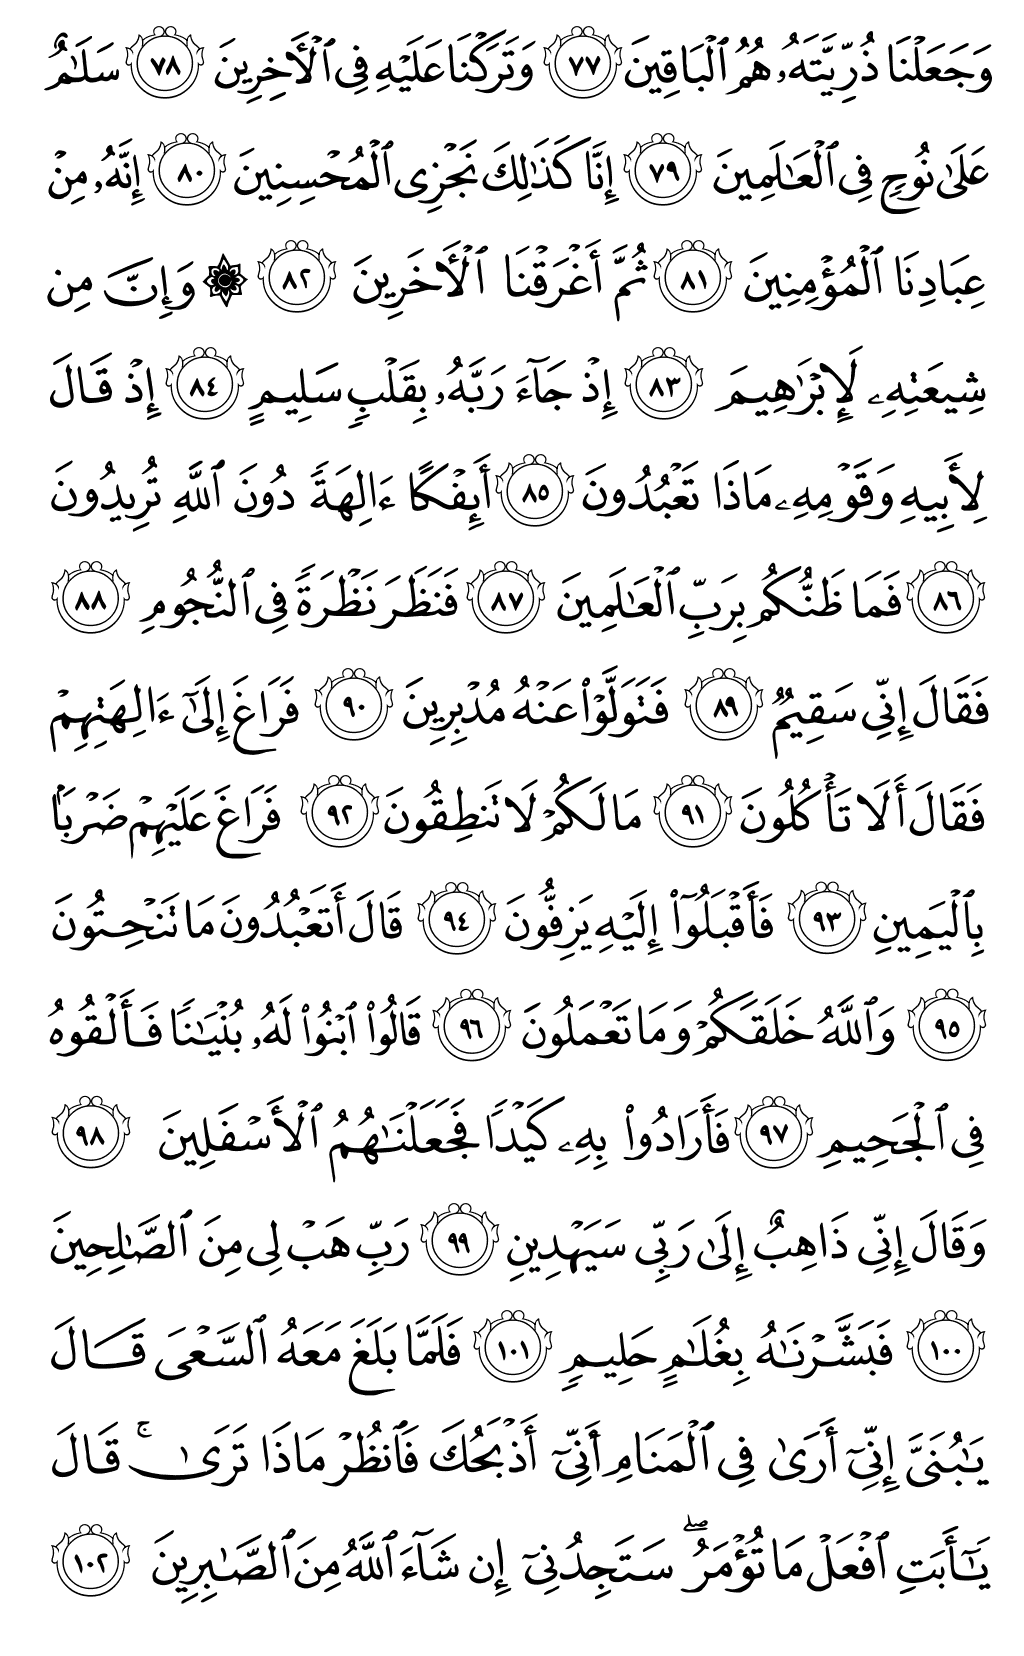 وَجَعَلْنَا ذُرِّيَّتَهُۥ هُمُ ٱلْبَاقِينَ ٧٧ وَتَرَكْنَا عَلَيْهِ فِى ٱلْءَاخِرِينَ ٧٨ سَلَٰمٌ
عَلَىٰ نُوحٍ فِى ٱلْعَٰلَمِينَ ٧٩ إِنَّا كَذَٰلِكَ نَجْزِى ٱلْمُحْسِنِينَ ٨٠ إِنَّهُۥ مِنْ
عِبَادِنَا ٱلْمُؤْمِنِينَ ٨١ ثُمَّ أَغْرَقْنَا ٱلْءَاخَرِينَ ٨٢ ۞ وَإِنَّ مِن
شِيعَتِهِۦ لَإِبْرَٰهِيمَ ٨٣ إِذْ جَآءَ رَبَّهُۥ بِقَلْبٍ سَلِيمٍ ٨٤ إِذْ قَالَ
لِأَبِيهِ وَقَوْمِهِۦ مَاذَا تَعْبُدُونَ ٨٥ أَئِفْكًا ءَالِهَةً دُونَ ٱللَّهِ تُرِيدُونَ
٨٦ فَمَا ظَنُّكُم بِرَبِّ ٱلْعَٰلَمِينَ ٨٧ فَنَظَرَ نَظْرَةً فِى ٱلنُّجُومِ ٨٨
فَقَالَ إِنِّى سَقِيمٌ ٨٩ فَتَوَلَّوْا۟ عَنْهُ مُدْبِرِينَ ٩٠ فَرَاغَ إِلَىٰٓ ءَالِهَتِهِمْ
فَقَالَ أَلَا تَأْكُلُونَ ٩١ مَا لَكُمْ لَا تَنطِقُونَ ٩٢ فَرَاغَ عَلَيْهِمْ ضَرْبًۢا
بِٱلْيَمِينِ ٩٣ فَأَقْبَلُوٓا۟ إِلَيْهِ يَزِفُّونَ ٩٤ قَالَ أَتَعْبُدُونَ مَا تَنْحِتُونَ
٩٥ وَٱللَّهُ خَلَقَكُمْ وَمَا تَعْمَلُونَ ٩٦ قَالُوا۟ ٱبْنُوا۟ لَهُۥ بُنْيَٰنًا فَأَلْقُوهُ
فِى ٱلْجَحِيمِ ٩٧ فَأَرَادُوا۟ بِهِۦ كَيْدًا فَجَعَلْنَٰهُمُ ٱلْأَسْفَلِينَ ٩٨
وَقَالَ إِنِّى ذَاهِبٌ إِلَىٰ رَبِّى سَيَهْدِينِ ٩٩ رَبِّ هَبْ لِى مِنَ ٱلصَّٰلِحِينَ
١٠٠ فَبَشَّرْنَٰهُ بِغُلَٰمٍ حَلِيمٍ ١٠١ فَلَمَّا بَلَغَ مَعَهُ ٱلسَّعْىَ قَالَ
يَٰبُنَىَّ إِنِّىٓ أَرَىٰ فِى ٱلْمَنَامِ أَنِّىٓ أَذْبَحُكَ فَٱنظُرْ مَاذَا تَرَىٰ ۚ قَالَ
يَٰٓأَبَتِ ٱفْعَلْ مَا تُؤْمَرُ ۖ سَتَجِدُنِىٓ إِن شَآءَ ٱللَّهُ مِنَ ٱلصَّٰبِرِينَ ١٠٢